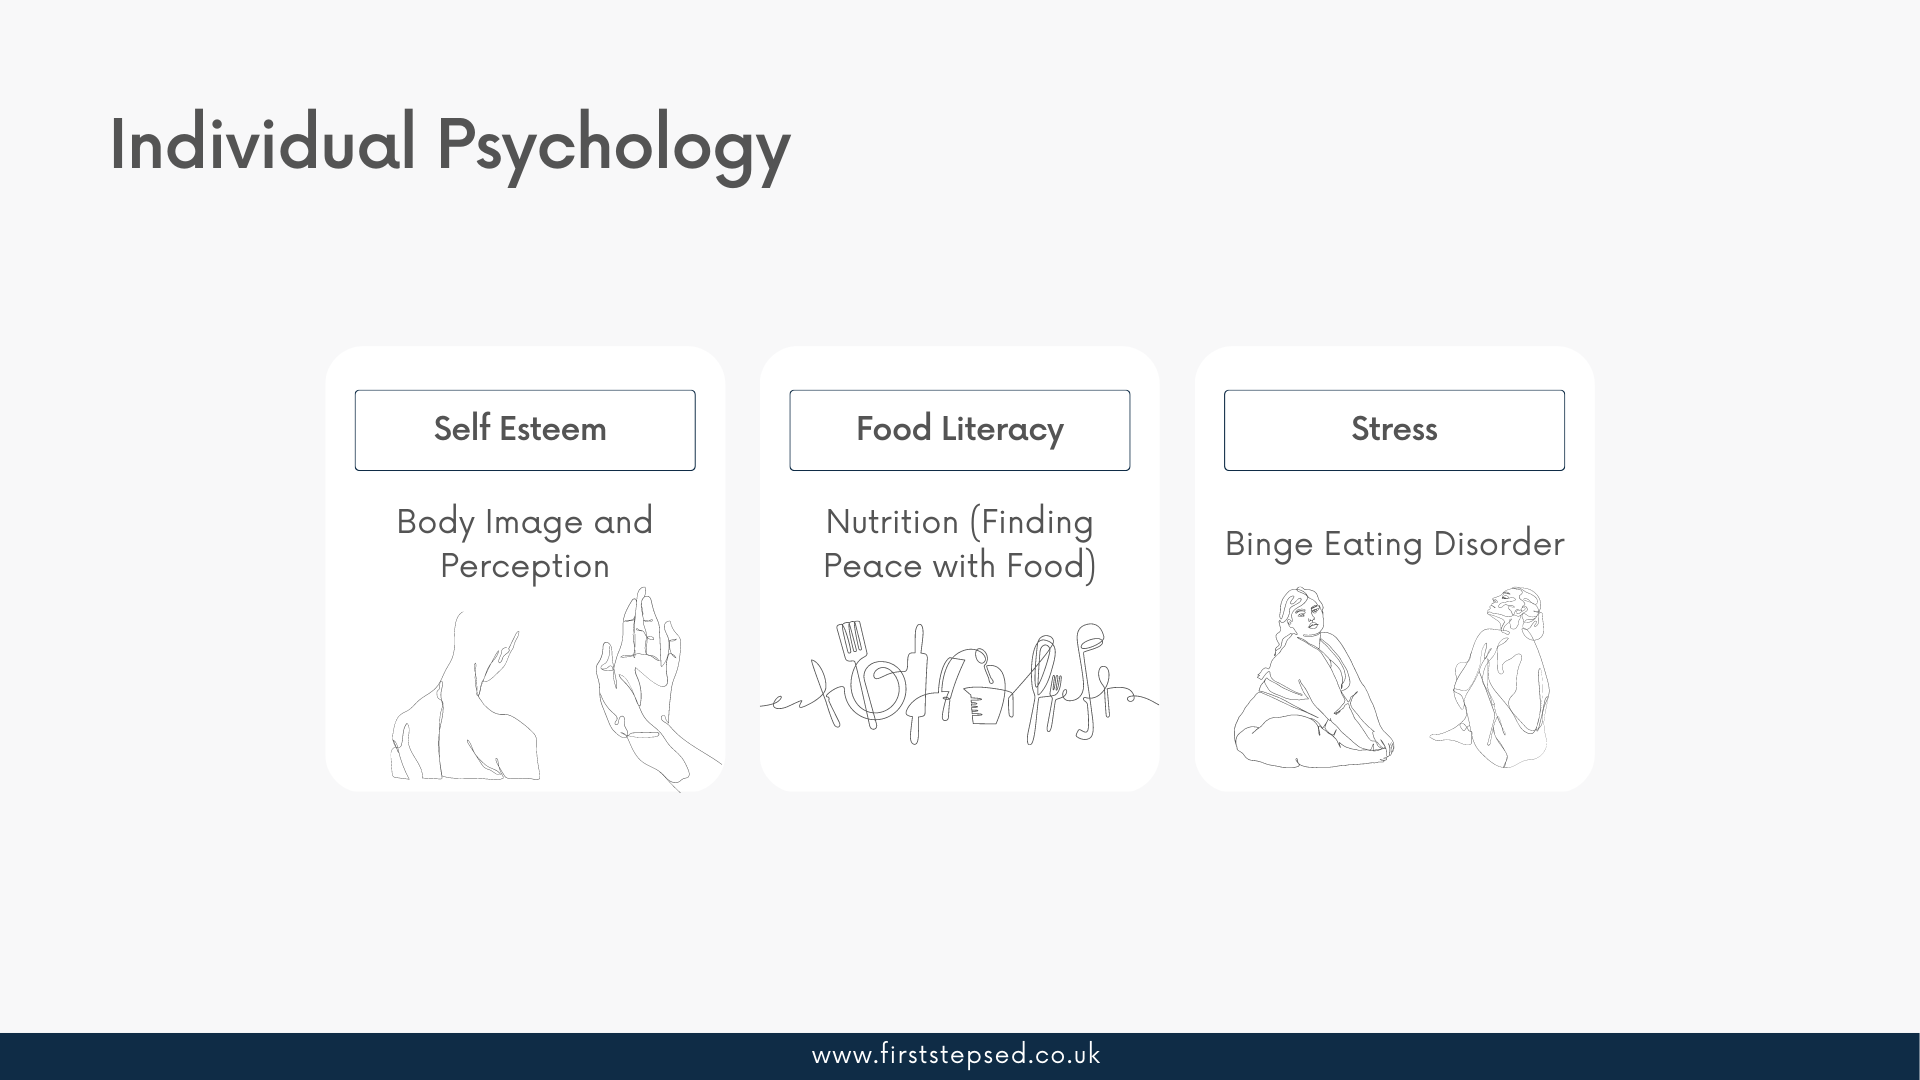 Individual Psychology
Self Esteem
Body Image and
Perception
Food Literacy
Nutrition (Finding
Peace with Food)
Stress
Binge Eating Disorder
www.firststepsed.co.uk